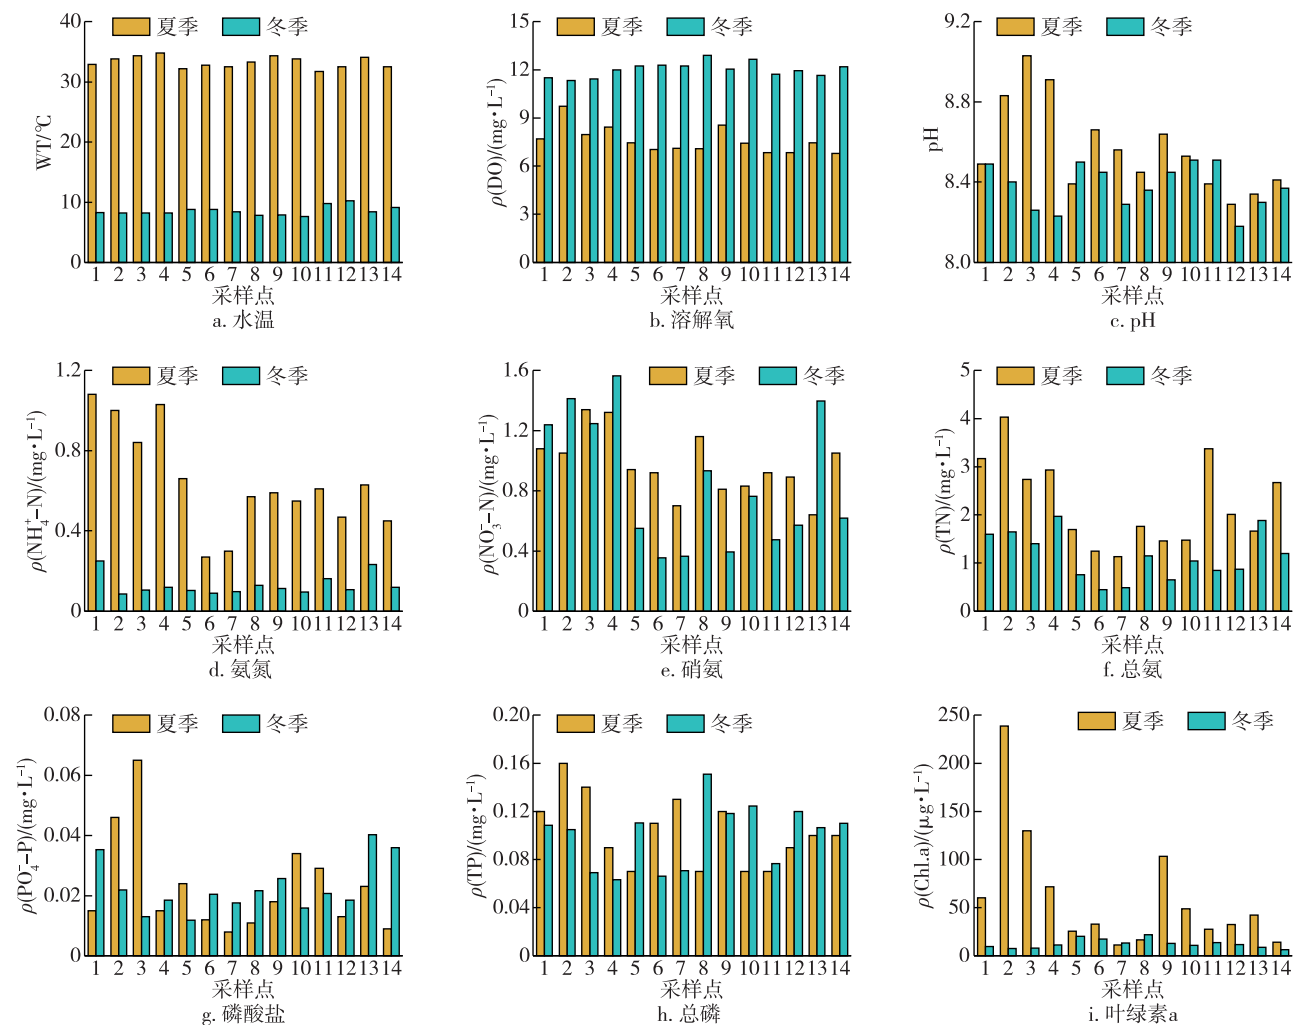 夏季 冬季
40
30
20
10
0
WT/℃
1 2 3 4 5 6 7 8 9 10 11 12 13 14
采样点
a. 水温
夏季 冬季
15
12
9
6
3
0
ρ(DO)/(mg·L⁻¹)
1 2 3 4 5 6 7 8 9 10 11 12 13 14
采样点
b. 溶解氧
夏季 冬季
9.2
8.8
8.4
8.0
pH
1 2 3 4 5 6 7 8 9 10 11 12 13 14
采样点
c. pH
夏季 冬季
1.2
0.8
0.4
0
ρ(NH₄⁺–N)/(mg·L⁻¹)
1 2 3 4 5 6 7 8 9 10 11 12 13 14
采样点
d. 氨氮
夏季 冬季
1.6
1.2
0.8
0.4
0
ρ(NO₃⁻–N)/(mg·L⁻¹)
1 2 3 4 5 6 7 8 9 10 11 12 13 14
采样点
e. 硝氨
夏季 冬季
5
4
3
2
1
0
ρ(TN)/(mg·L⁻¹)
1 2 3 4 5 6 7 8 9 10 11 12 13 14
采样点
f. 总氨
夏季 冬季
0.08
0.06
0.04
0.02
0
ρ(PO₄⁻–P)/(mg·L⁻¹)
1 2 3 4 5 6 7 8 9 10 11 12 13 14
采样点
g. 磷酸盐
夏季 冬季
0.20
0.16
0.12
0.08
0.04
0
ρ(TP)/(mg·L⁻¹)
1 2 3 4 5 6 7 8 9 10 11 12 13 14
采样点
h. 总磷
夏季 冬季
250
200
150
100
50
0
ρ(Chl.a)/(μg·L⁻¹)
1 2 3 4 5 6 7 8 9 10 11 12 13 14
采样点
i. 叶绿素a